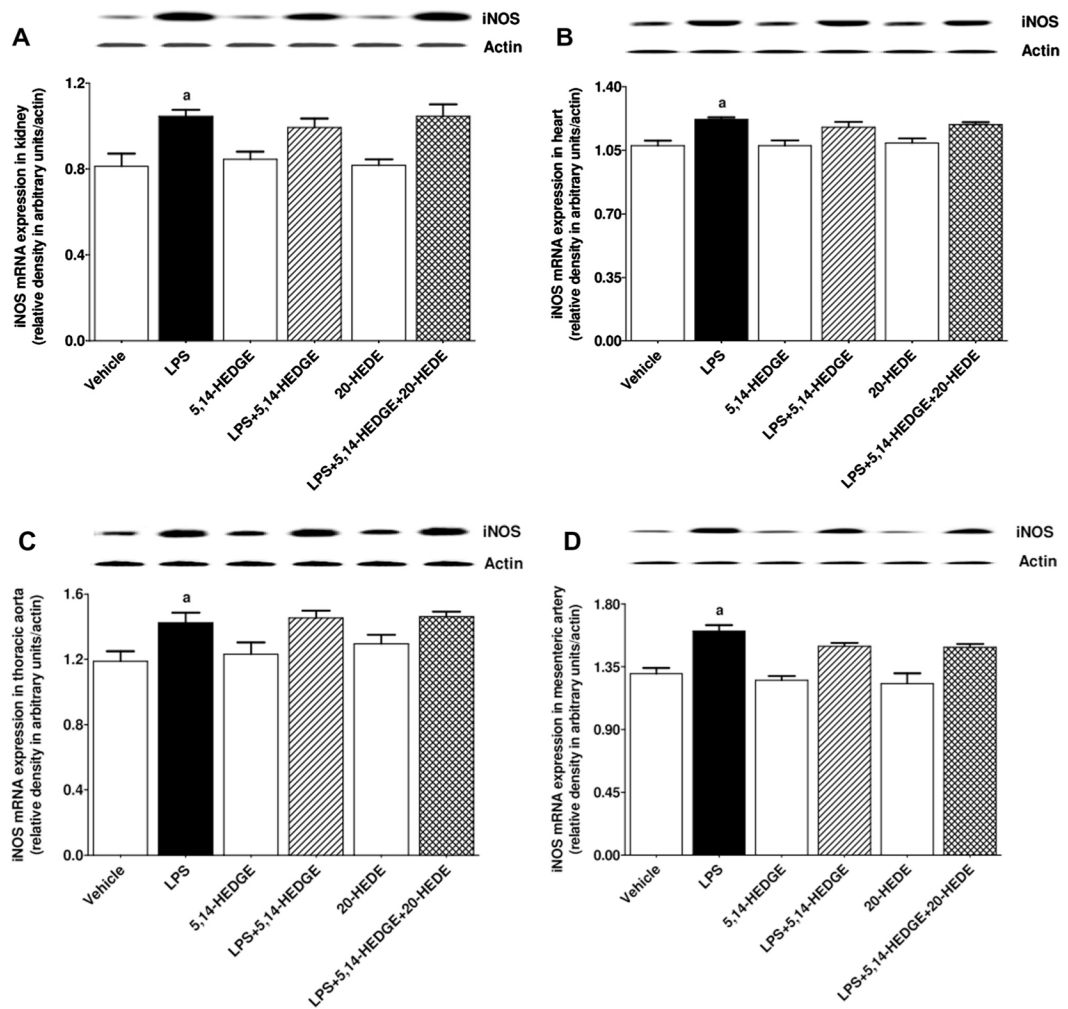 A
iNOS
Actin
iNOS mRNA expression in kidney
(relative density in arbitrary units/actin)
1.2
0.8
0.4
0.0
a
Vehicle
LPS
5,14-HEDGE
LPS+5,14-HEDGE
20-HEDE
LPS+5,14-HEDGE+20-HEDE
B
iNOS
Actin
iNOS mRNA expression in heart
(relative density in arbitrary units/actin)
1.40
1.05
0.70
0.35
0.00
a
Vehicle
LPS
5,14-HEDGE
LPS+5,14-HEDGE
20-HEDE
LPS+5,14-HEDGE+20-HEDE
C
iNOS
Actin
iNOS mRNA expression in thoracic aorta
(relative density in arbitrary units/actin)
1.6
1.2
0.8
0.4
0.0
a
Vehicle
LPS
5,14-HEDGE
LPS+5,14-HEDGE
20-HEDE
LPS+5,14-HEDGE+20-HEDE
D
iNOS
Actin
iNOS mRNA expression in mesenteric artery
(relative density in arbitrary units/actin)
1.80
1.35
0.90
0.45
0.00
a
Vehicle
LPS
5,14-HEDGE
LPS+5,14-HEDGE
20-HEDE
LPS+5,14-HEDGE+20-HEDE